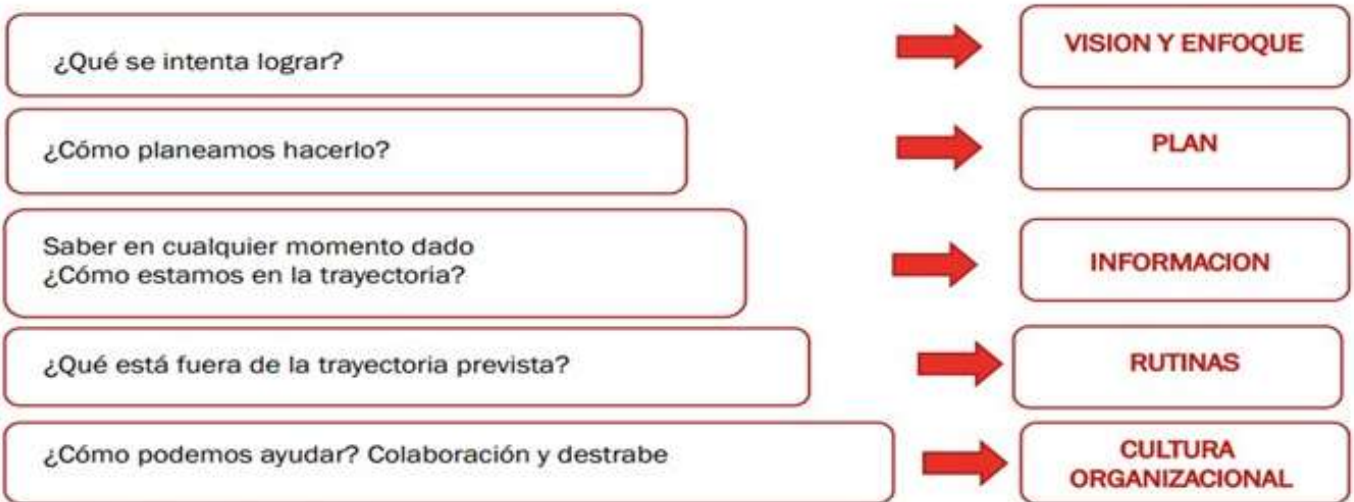 ¿Qué se intenta lograr?
VISION Y ENFOQUE
¿Cómo planeamos hacerlo?
PLAN
Saber en cualquier momento dado
¿Cómo estamos en la trayectoria?
INFORMACION
¿Qué está fuera de la trayectoria prevista?
RUTINAS
¿Cómo podemos ayudar? Colaboración y destrabe
CULTURA
ORGANIZACIONAL